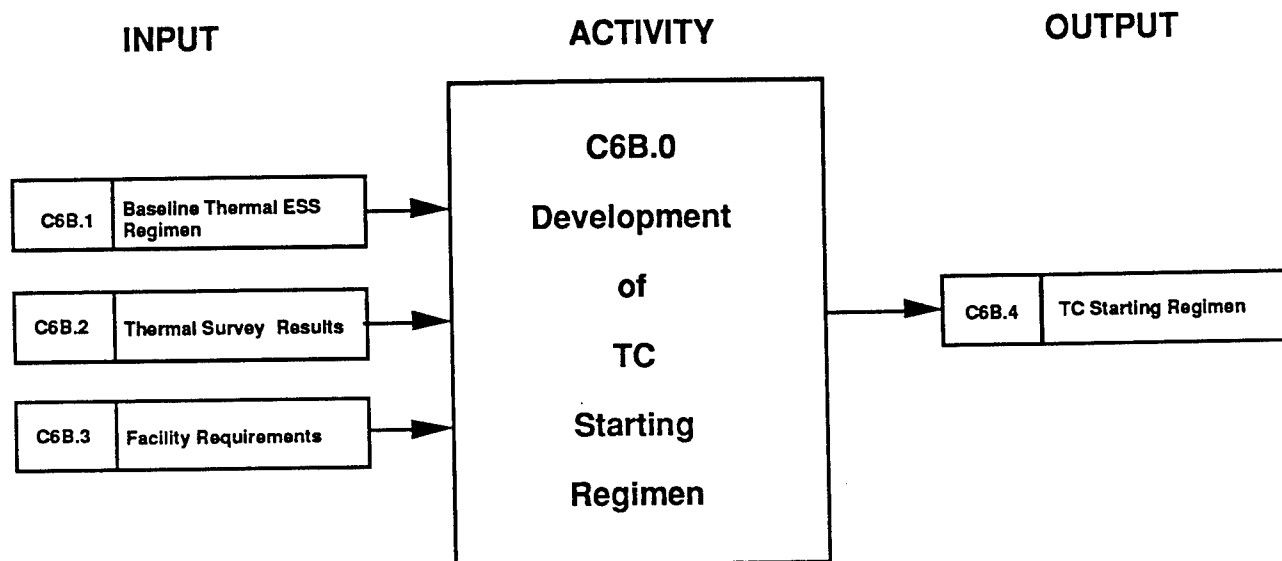 INPUT
ACTIVITY
OUTPUT
C6B.1
Baseline Thermal ESS
Regimen
C6B.2
Thermal Survey Results
C6B.3
Facility Requirements
C6B.0
Development
of
TC
Starting
Regimen
C6B.4
TC Starting Regimen